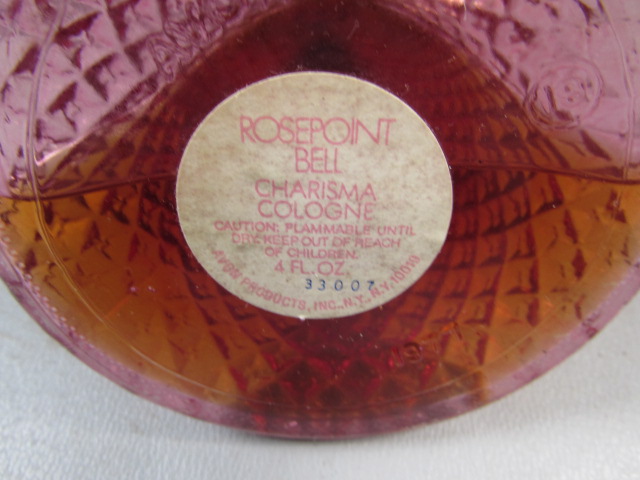 ROSEPOINT
BELL
CHARISMA
COLOGNE
CAUTION: FLAMMABLE UNTIL
DRY. KEEP OUT OF REACH
OF CHILDREN.
4 FL. OZ.
33007
AVON PRODUCTS, INC., N.Y., N.Y. 10019